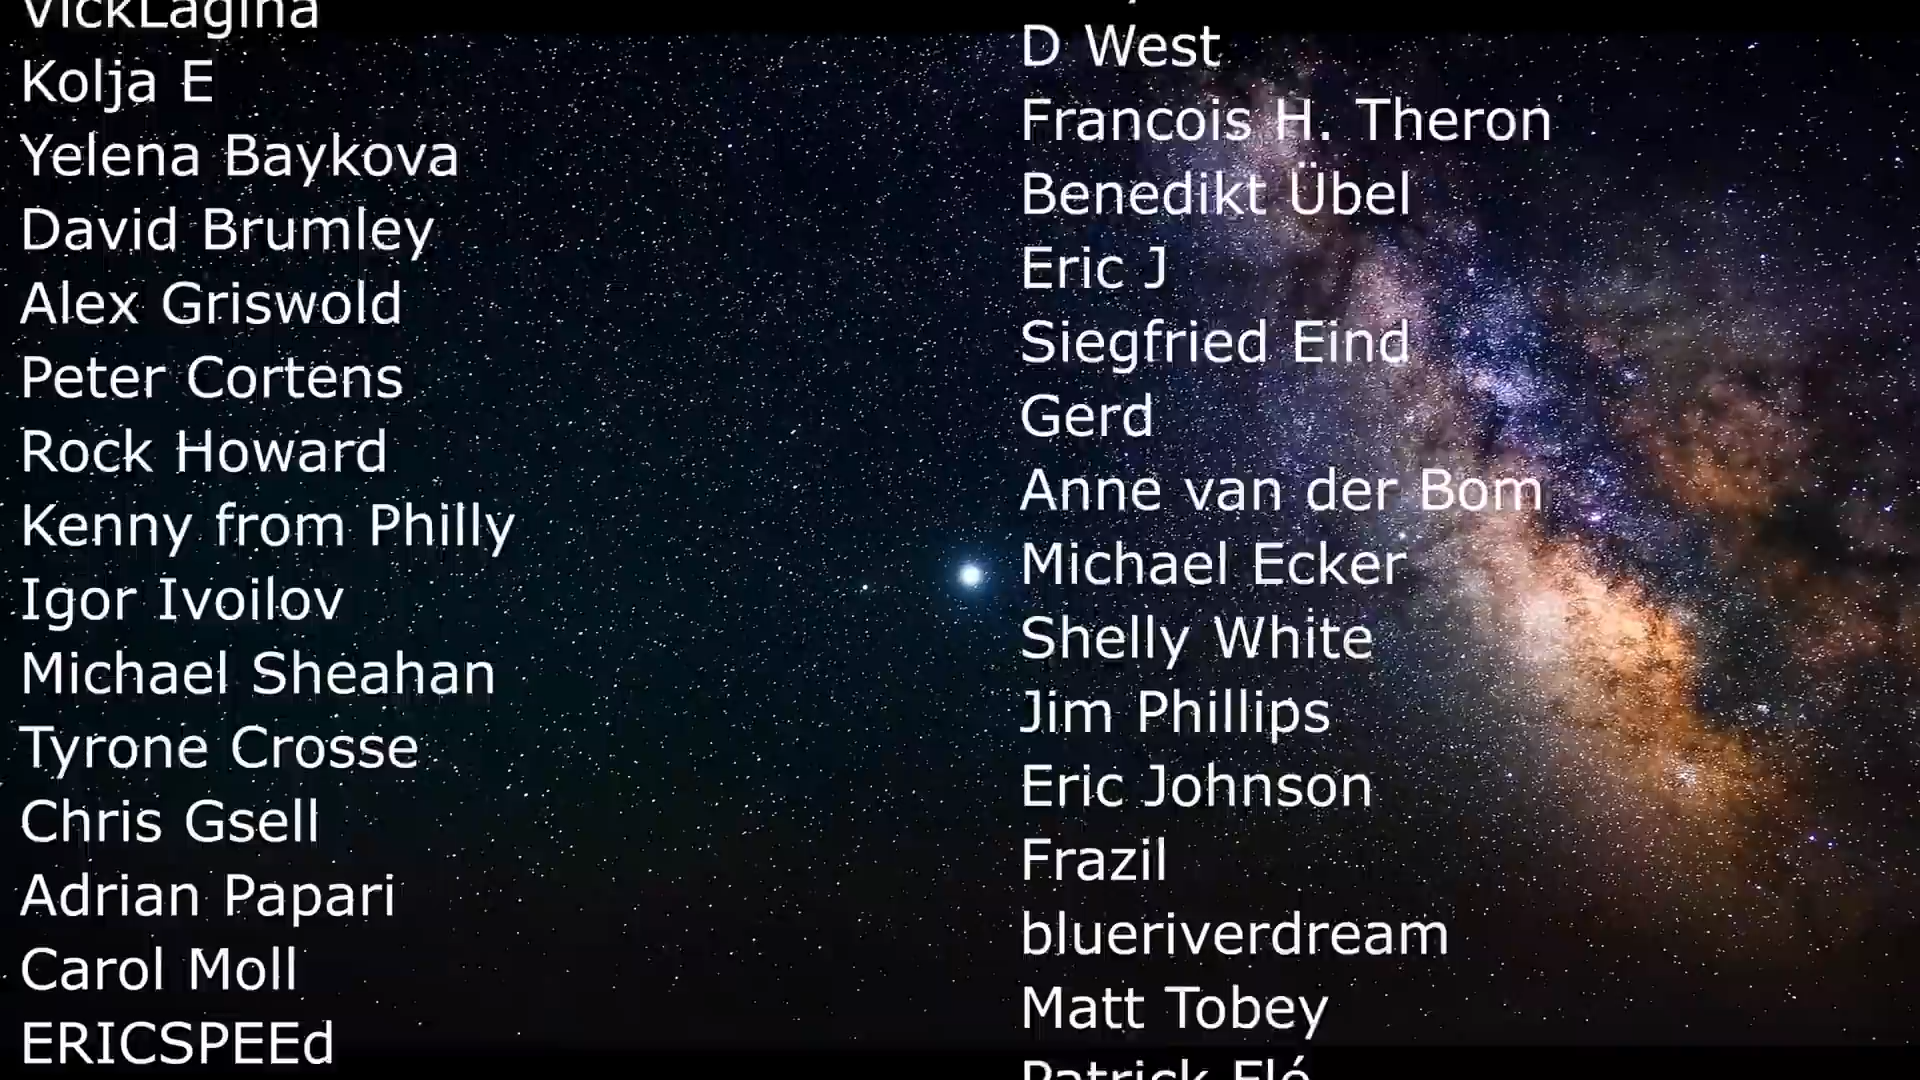 VickLagina
Kolja E
Yelena Baykova
David Brumley
Alex Griswold
Peter Cortens
Rock Howard
Kenny from Philly
Igor Ivoilov
Michael Sheahan
Tyrone Crosse
Chris Gsell
Adrian Papari
Carol Moll
ERICSPEEd
D West
Francois H. Theron
Benedikt Übel
Eric J
Siegfried Eind
Gerd
Anne van der Bom
Michael Ecker
Shelly White
Jim Phillips
Eric Johnson
Frazil
blueriverdream
Matt Tobey
Patrick